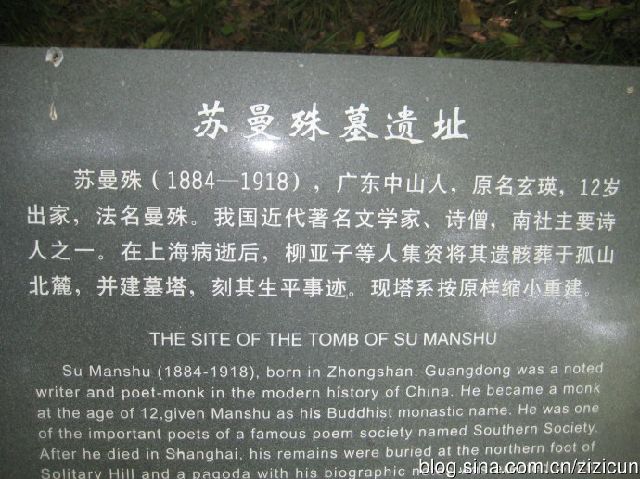 苏曼殊墓遗址
苏曼殊（1884—1918），广东中山人，原名玄瑛，12岁
出家，法名曼殊。我国近代著名文学家、诗僧，南社主要诗
人之一。在上海病逝后，柳亚子等人集资将其遗骸葬于孤山
北麓，并建墓塔，刻其生平事迹。现塔系按原样缩小重建。
THE SITE OF THE TOMB OF SU MANSHU
Su Manshu (1884-1918), born in Zhongshan. Guangdong was a noted
writer and poet-monk in the modern history of China. He became a monk
at the age of 12,given Manshu as his Buddhist monastic name. He was one
of the important poets of a famous poem society named Southern Society.
After he died in Shanghai, his remains were buried at the northern foot of
Solitary Hill and a pagoda with his biographic
blog.sina.com.cn/zizicun